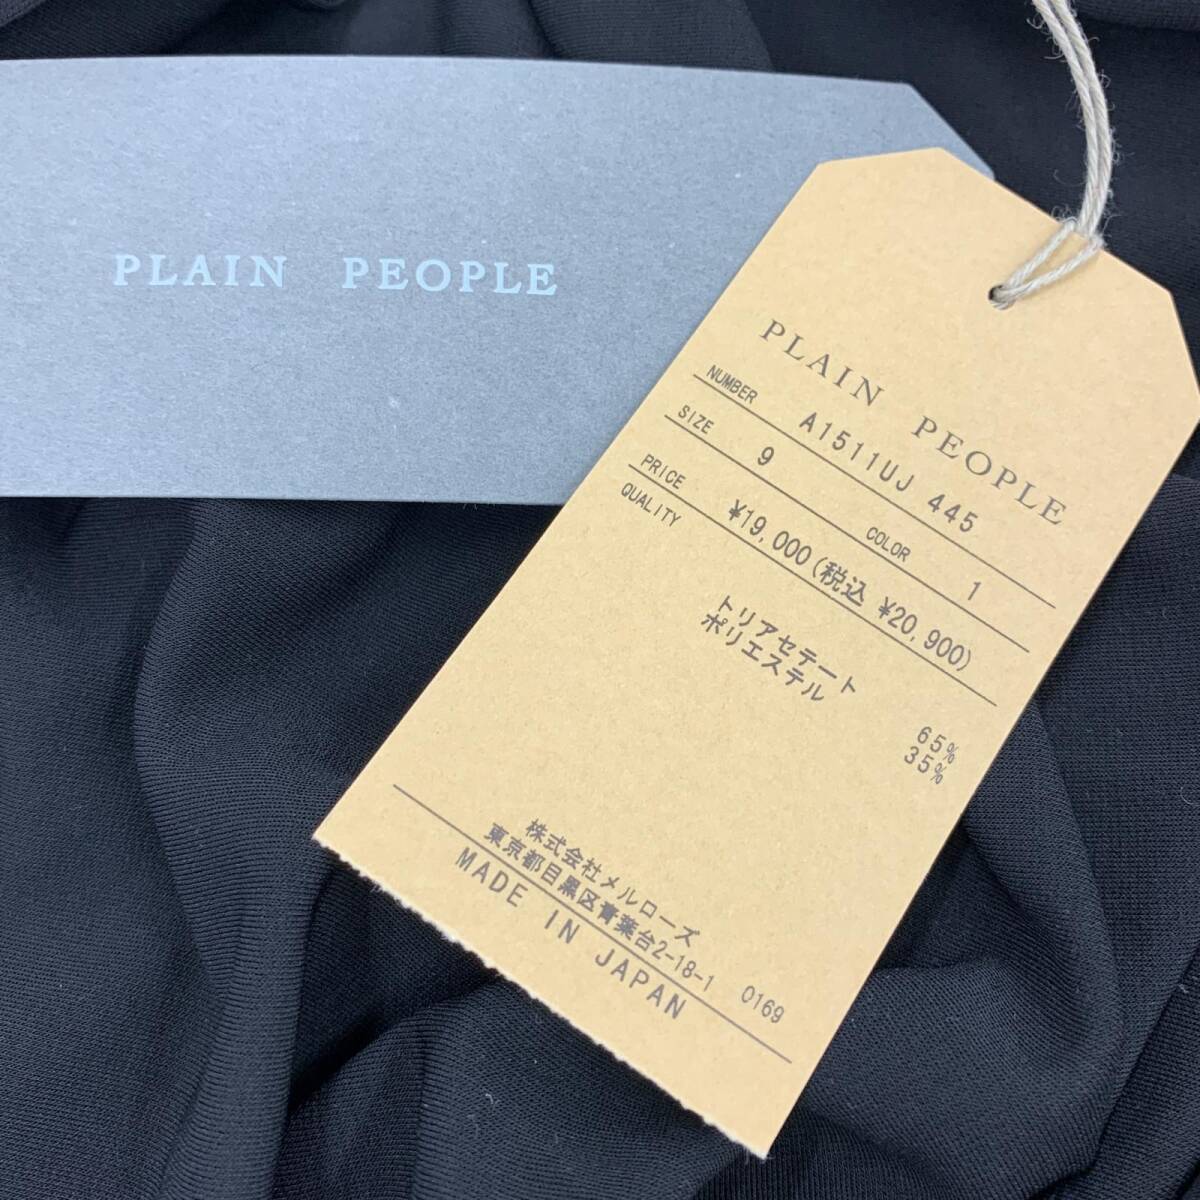 PLAIN PEOPLE
PLAIN PEOPLE
NUMBER A1511UJ 445
SIZE 9 COLOR 1
PRICE ¥19,000(税込 ¥20,900)
QUALITY
トリアセテート 65%
ポリエステル 35%
株式会社メルローズ
東京都目黒区青葉台2-18-1 0169
MADE IN JAPAN